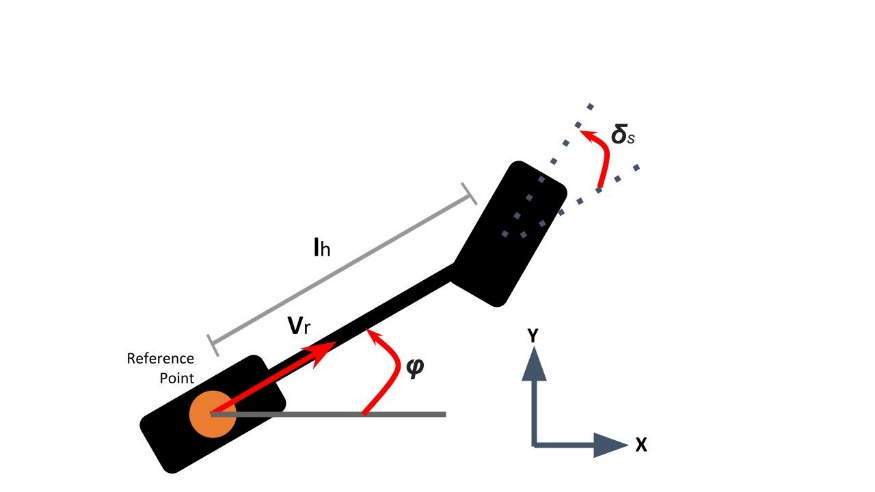 δs
lh
Vr
Reference
Point
φ
Y
X